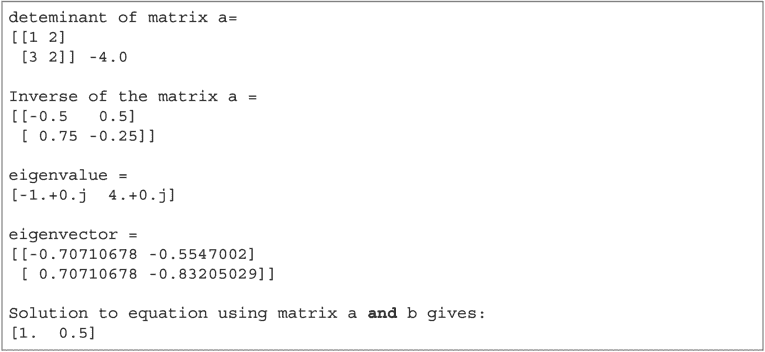 deteminant of matrix a=
[[1 2]
 [3 2]] -4.0
Inverse of the matrix a =
[[-0.5   0.5]
 [ 0.75 -0.25]]
eigenvalue =
[-1.+0.j  4.+0.j]
eigenvector =
[[-0.70710678 -0.5547002]
 [ 0.70710678 -0.83205029]]
Solution to equation using matrix a and b gives:
[1.  0.5]